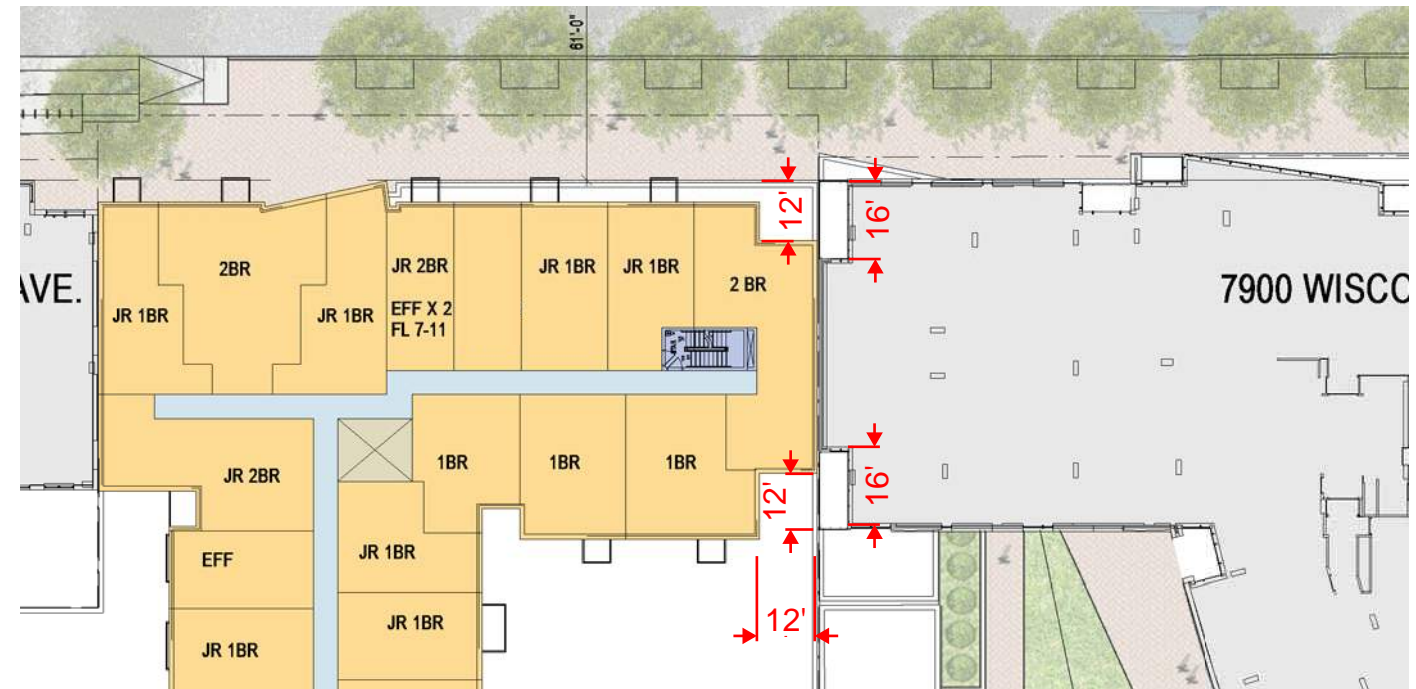 61'-0"
12'
16'
2BR
JR 2BR
JR 1BR
JR 1BR
2 BR
AVE.
7900 WISCO
JR 1BR
JR 1BR
EFF X 2
FL 7-11
1BR
1BR
1BR
JR 2BR
12'
16'
JR 1BR
EFF
12'
JR 1BR
JR 1BR